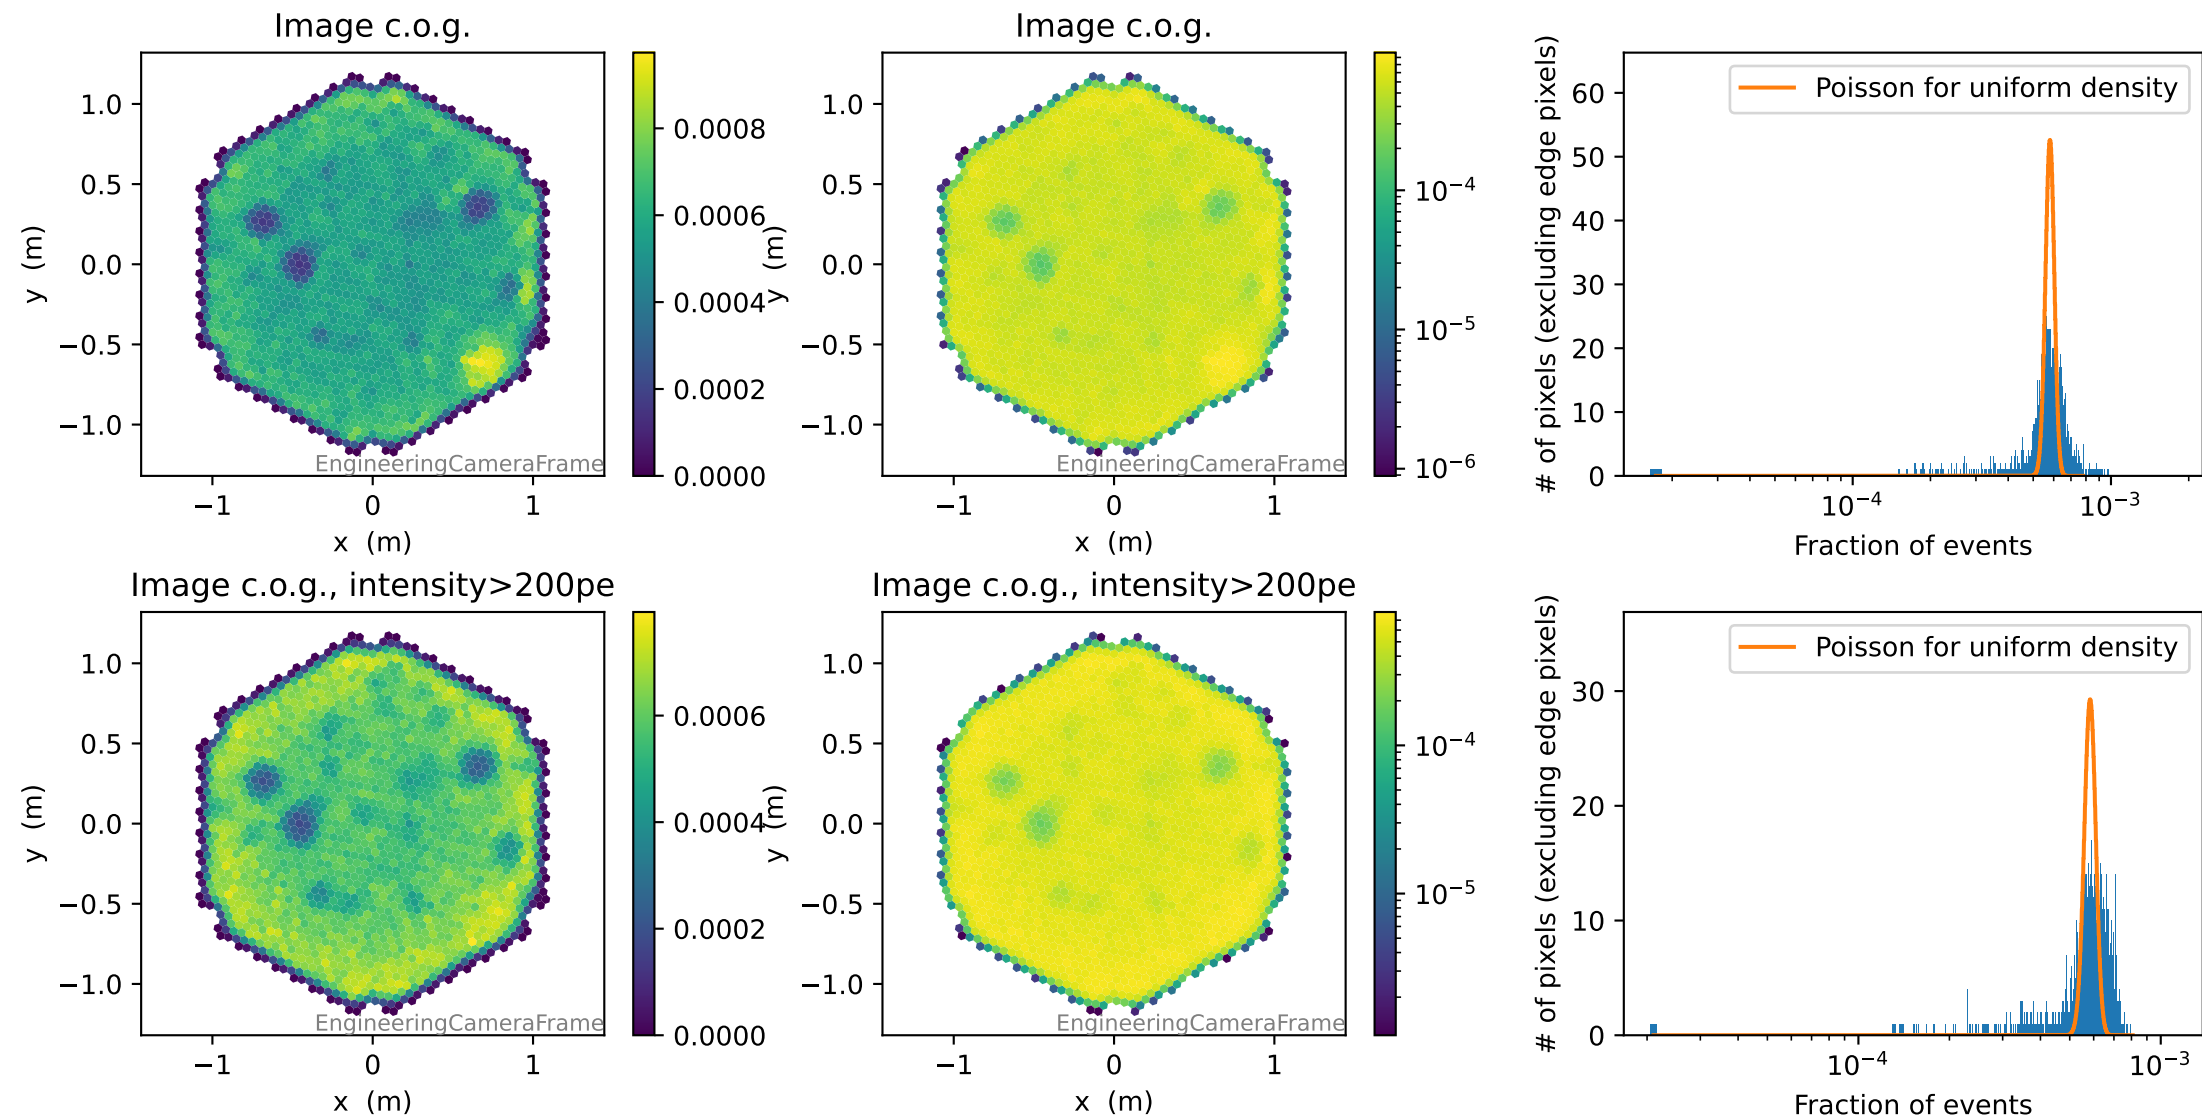 Image c.o.g.
y (m)
1.0
0.5
0.0
−0.5
−1.0
−1 0 1
x (m)
EngineeringCameraFrame
0.0008
0.0006
0.0004
0.0002
0.0000
Image c.o.g.
y (m)
1.0
0.5
0.0
−0.5
−1.0
−1 0 1
x (m)
EngineeringCameraFrame
10⁻⁴
10⁻⁵
10⁻⁶
# of pixels (excluding edge pixels)
60
50
40
30
20
10
0
Poisson for uniform density
10⁻⁴ 10⁻³
Fraction of events
Image c.o.g., intensity>200pe
y (m)
1.0
0.5
0.0
−0.5
−1.0
−1 0 1
x (m)
EngineeringCameraFrame
0.0006
0.0004
0.0002
0.0000
Image c.o.g., intensity>200pe
y (m)
1.0
0.5
0.0
−0.5
−1.0
−1 0 1
x (m)
EngineeringCameraFrame
10⁻⁴
10⁻⁵
# of pixels (excluding edge pixels)
30
20
10
0
Poisson for uniform density
10⁻⁴ 10⁻³
Fraction of events